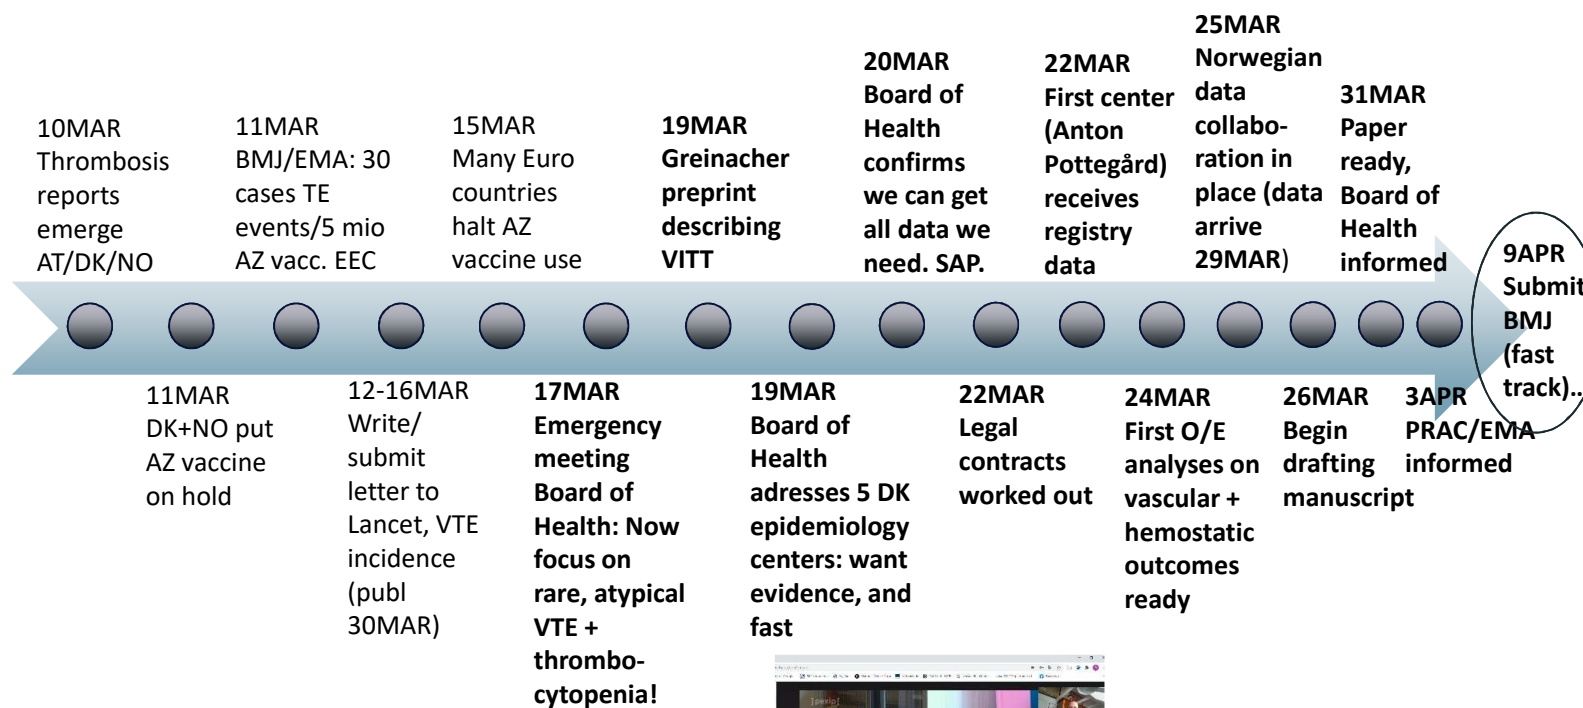 10MAR
Thrombosis
reports
emerge
AT/DK/NO
11MAR
BMJ/EMA: 30
cases TE
events/5 mio
AZ vacc. EEC
15MAR
Many Euro
countries
halt AZ
vaccine use
19MAR
Greinacher
preprint
describing
VITT
20MAR
Board of
Health
confirms
we can get
all data we
need. SAP.
22MAR
First center
(Anton
Pottegård)
receives
registry
data
25MAR
Norwegian
data
collabo-
ration in
place (data
arrive
29MAR)
31MAR
Paper
ready,
Board of
Health
informed
9APR
Submit
BMJ
(fast
track)..
11MAR
DK+NO put
AZ vaccine
on hold
12-16MAR
Write/
submit
letter to
Lancet, VTE
incidence
(publ
30MAR)
17MAR
Emergency
meeting
Board of
Health: Now
focus on
rare, atypical
VTE +
thrombo-
cytopenia!
19MAR
Board of
Health
adresses 5 DK
epidemiology
centers: want
evidence, and
fast
22MAR
Legal
contracts
worked out
24MAR
First O/E
analyses on
vascular +
hemostatic
outcomes
ready
26MAR
Begin
drafting
manuscript
3APR
PRAC/EMA
informed